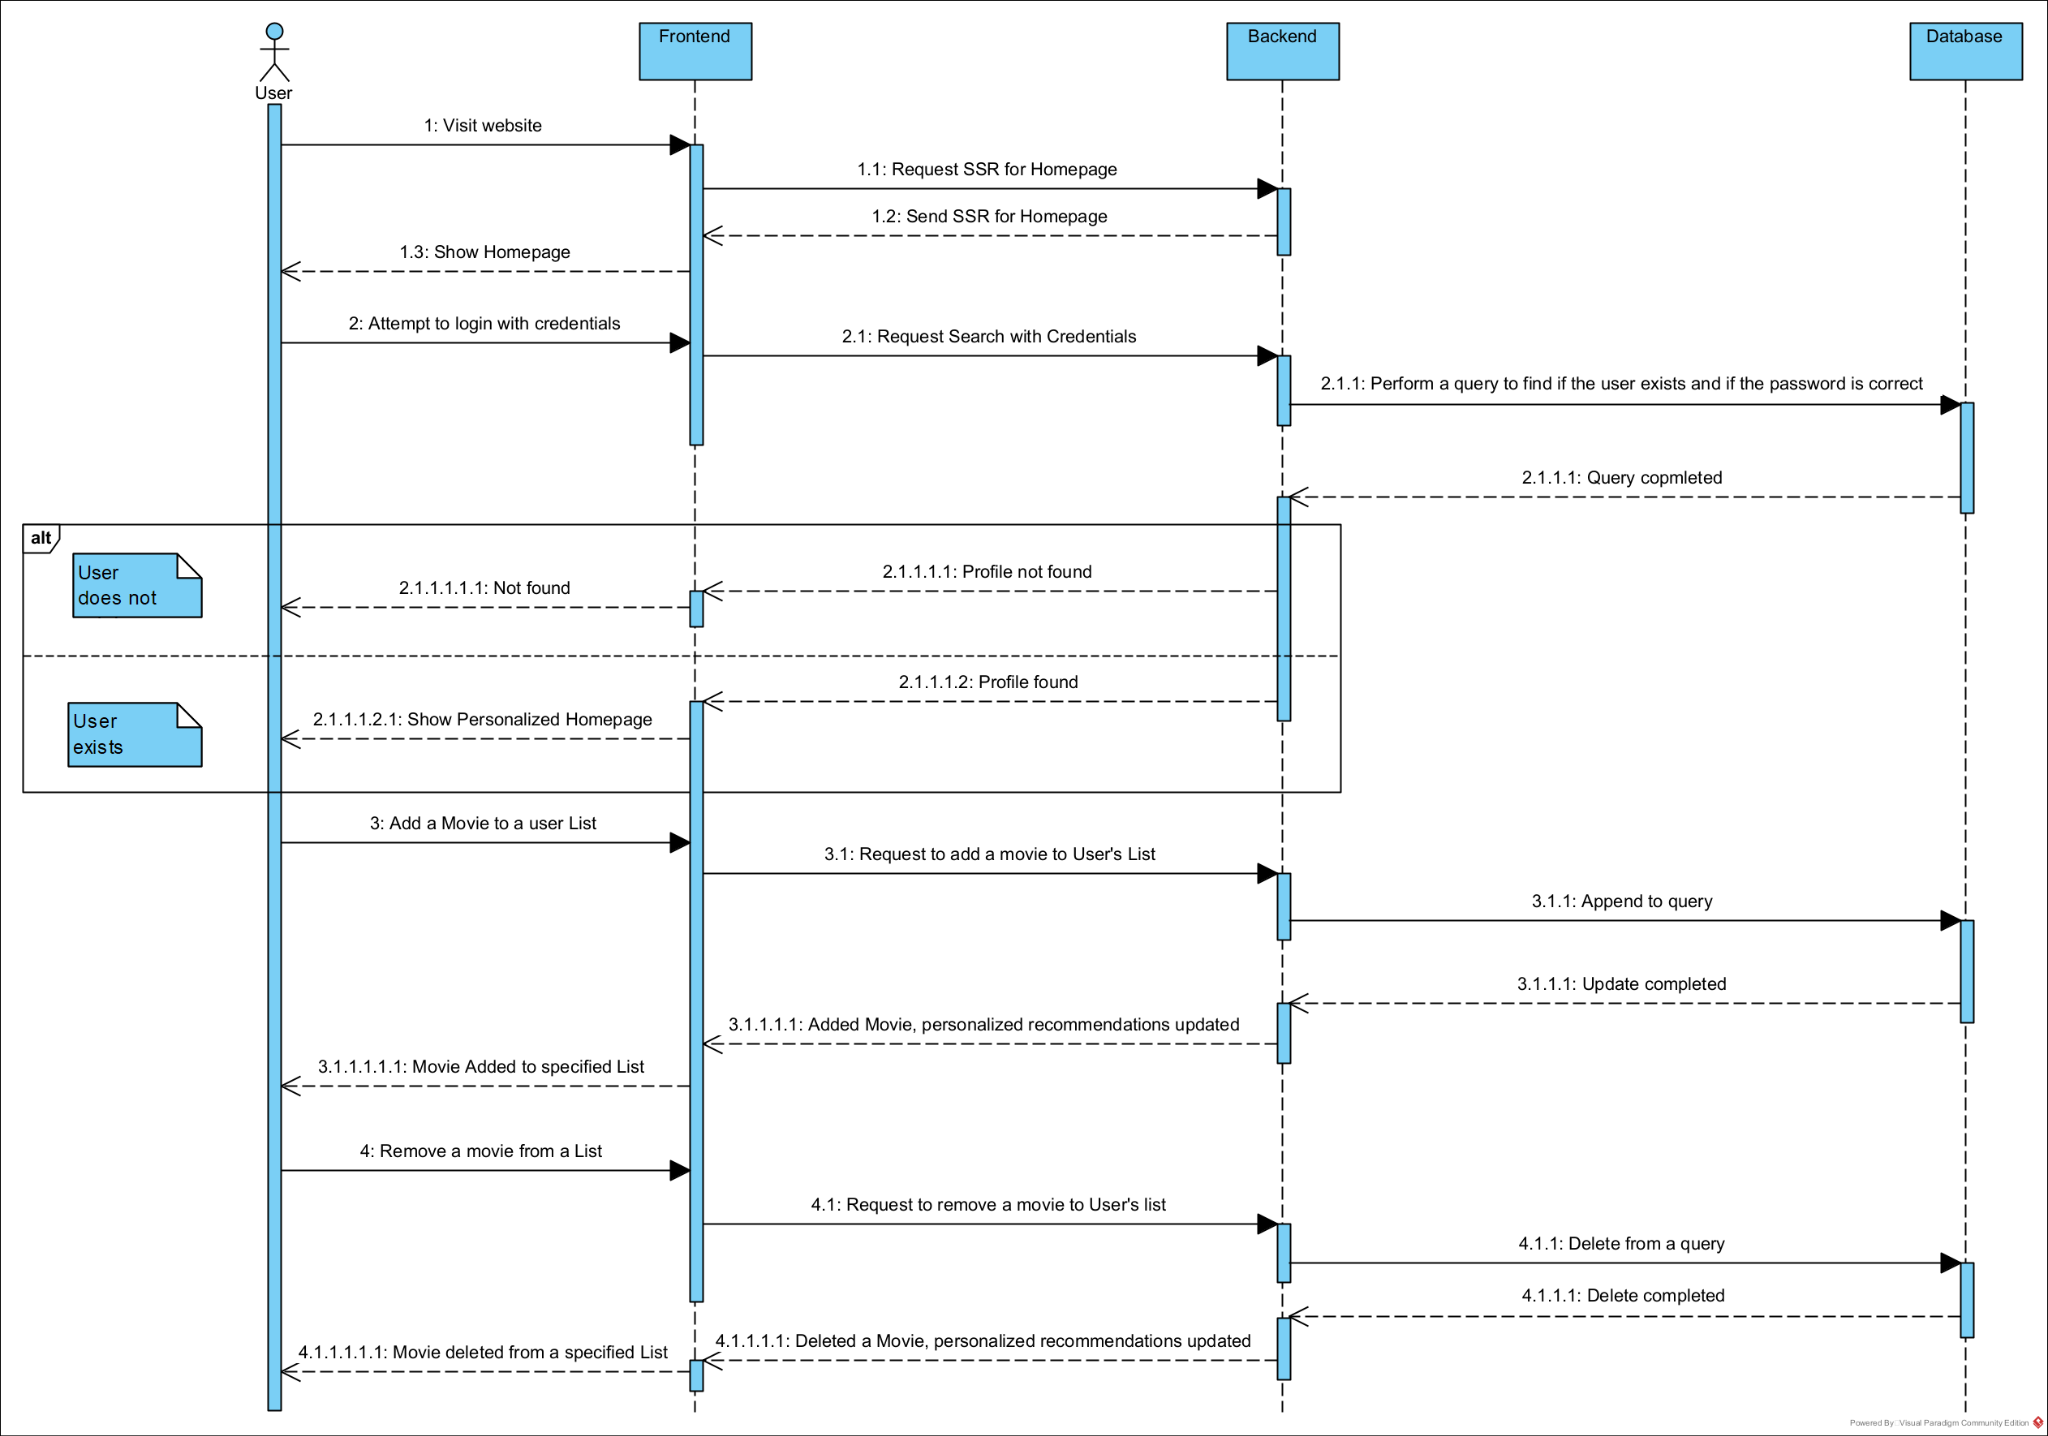 User
Frontend
Backend
Database
1: Visit website
1.1: Request SSR for Homepage
1.2: Send SSR for Homepage
1.3: Show Homepage
2: Attempt to login with credentials
2.1: Request Search with Credentials
2.1.1: Perform a query to find if the user exists and if the password is correct
2.1.1.1: Query copmleted
alt
User
does not
2.1.1.1.1: Profile not found
2.1.1.1.1.1: Not found
2.1.1.1.2: Profile found
User
exists
2.1.1.1.2.1: Show Personalized Homepage
3: Add a Movie to a user List
3.1: Request to add a movie to User's List
3.1.1: Append to query
3.1.1.1: Update completed
3.1.1.1.1: Added Movie, personalized recommendations updated
3.1.1.1.1.1: Movie Added to specified List
4: Remove a movie from a List
4.1: Request to remove a movie to User's list
4.1.1: Delete from a query
4.1.1.1: Delete completed
4.1.1.1.1: Deleted a Movie, personalized recommendations updated
4.1.1.1.1.1: Movie deleted from a specified List
Powered By Visual Paradigm Community Edition